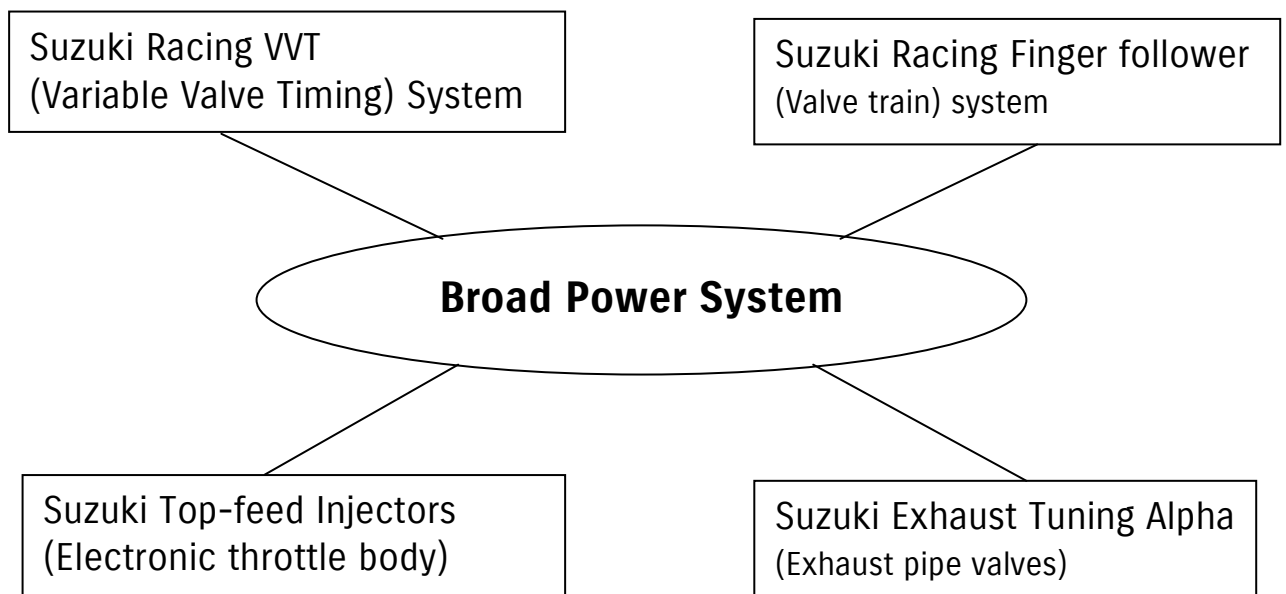 Suzuki Racing VVT
(Variable Valve Timing) System
Suzuki Racing Finger follower
(Valve train) system
Broad Power System
Suzuki Top-feed Injectors
(Electronic throttle body)
Suzuki Exhaust Tuning Alpha
(Exhaust pipe valves)